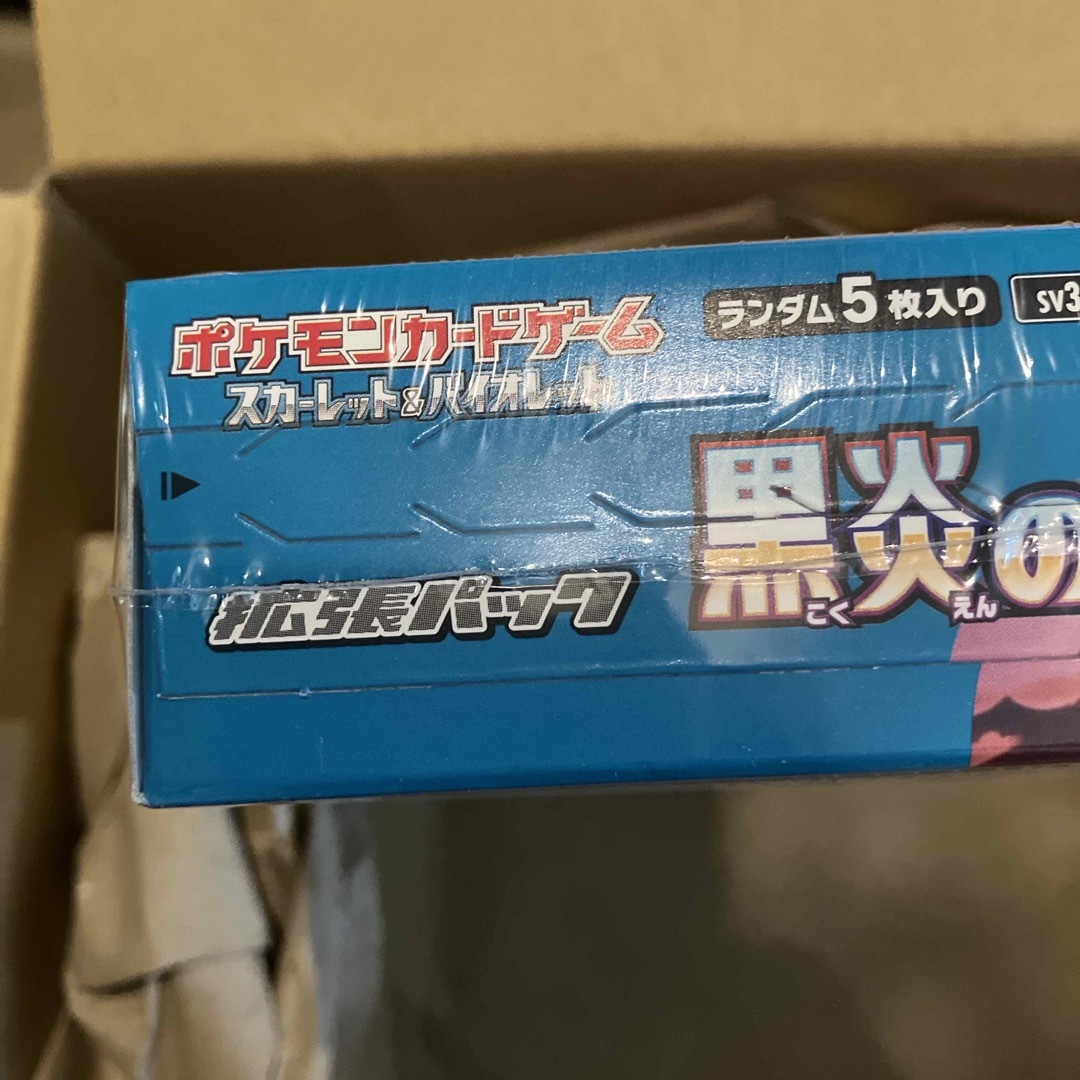 ポケモンカードゲーム
スカーレット&バイオレット
ランダム5枚入り
SV3
拡張パック
黒炎の
こく えん